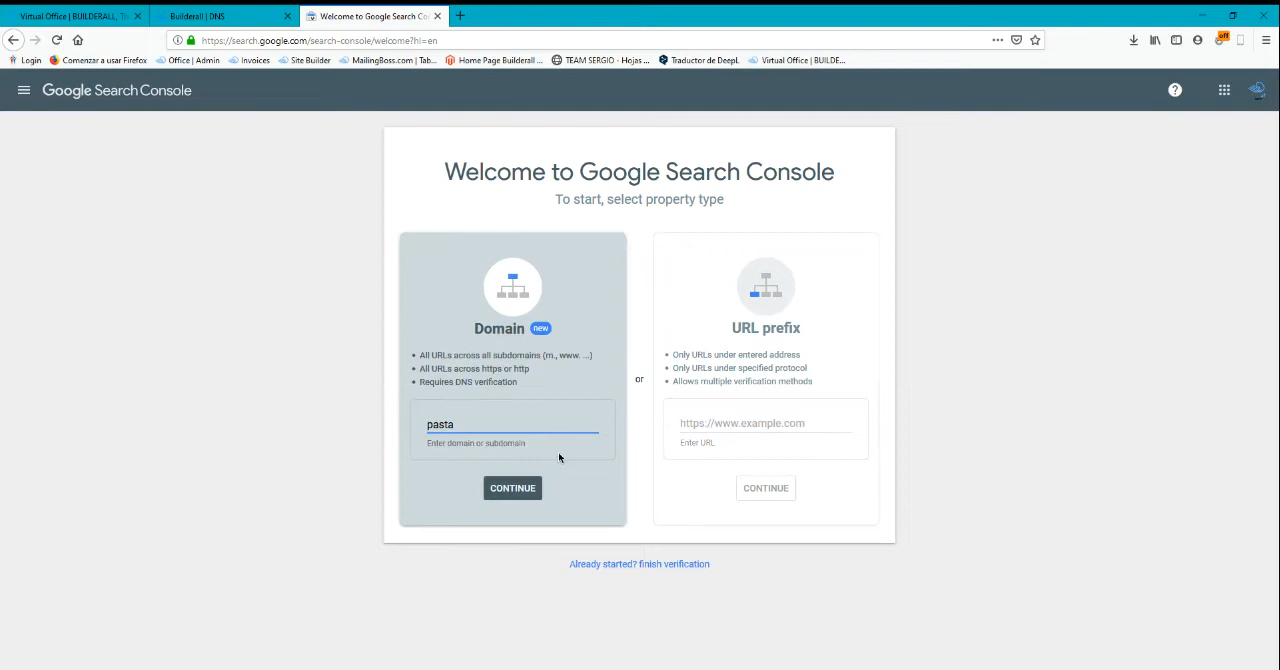 Virtual Office | BUILDERALL, Th
Builderall | DNS
Welcome to Google Search Co
https://search.google.com/search-console/welcome?hl=en
off
Login
Comenzar a usar Firefox
Office | Admin
Invoices
Site Builder
MailingBoss.com | Tab...
Home Page Builderall ...
TEAM SERGIO - Hojas ...
Traductor de DeepL
Virtual Office | BUILDE...
Google Search Console
Welcome to Google Search Console
To start, select property type
Domain new
• All URLs across all subdomains (m., www. ...)
• All URLs across https or http
• Requires DNS verification
pasta
Enter domain or subdomain
CONTINUE
or
URL prefix
• Only URLs under entered address
• Only URLs under specified protocol
• Allows multiple verification methods
https://www.example.com
Enter URL
CONTINUE
Already started? finish verification